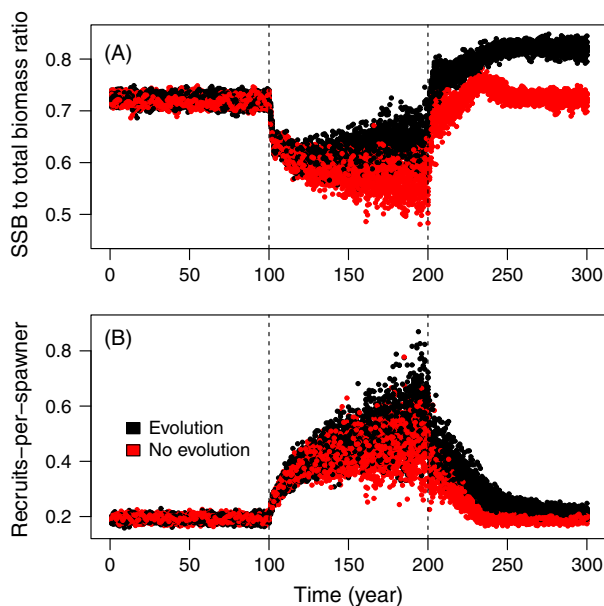 (A)
SSB to total biomass ratio
0.8
0.7
0.6
0.5
0 50 100 150 200 250 300
(B)
Recruits−per−spawner
0.8
0.6
0.4
0.2
Evolution
No evolution
0 50 100 150 200 250 300
Time (year)